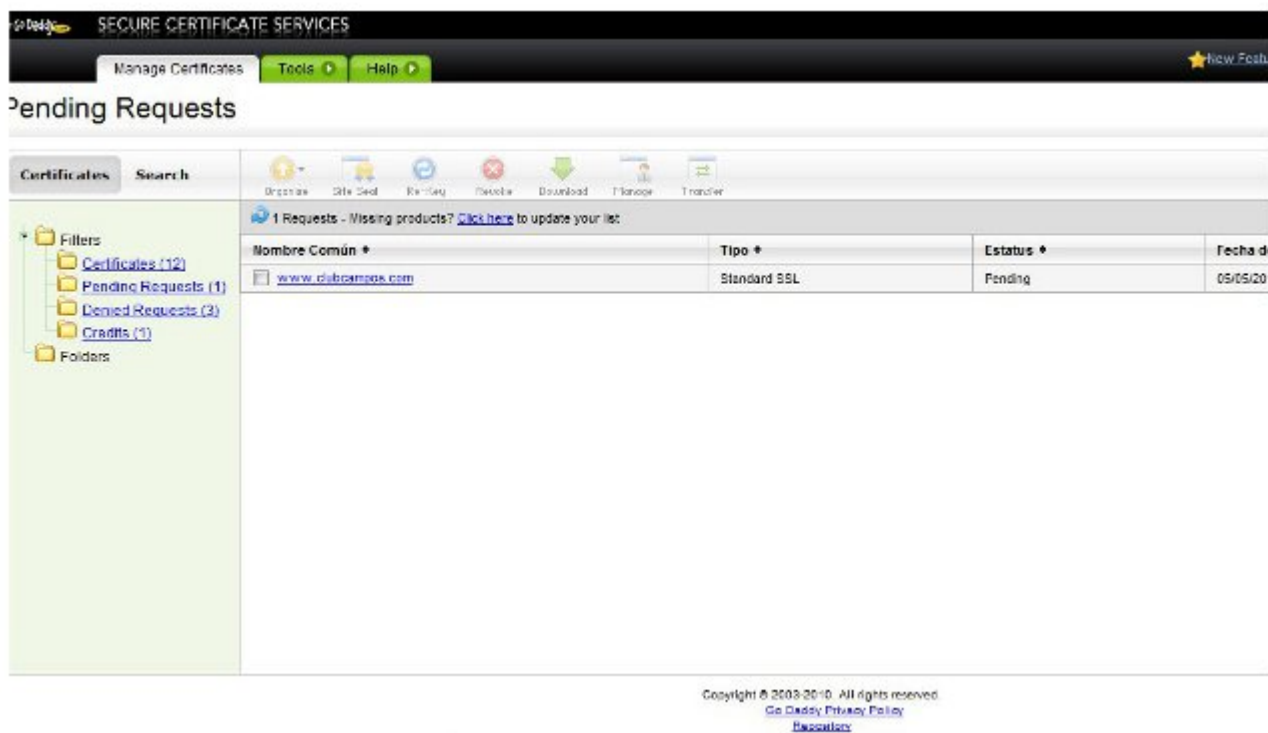 Go Daddy SECURE CERTIFICATE SERVICES
Manage Certificates Tools Help New Featu
Pending Requests
Certificates Search
Organize Site Seal Re-Key Revoke Download Manage Transfer
1 Requests - Missing products? Click here to update your list
Filters
Certificates (12)
Pending Requests (1)
Denied Requests (3)
Credits (1)
Folders
Nombre Común Tipo Estatus Fecha d
www.clubcampos.com Standard SSL Pending 05/05/20
Copyright © 2003-2010. All rights reserved.
Go Daddy Privacy Policy
Repository